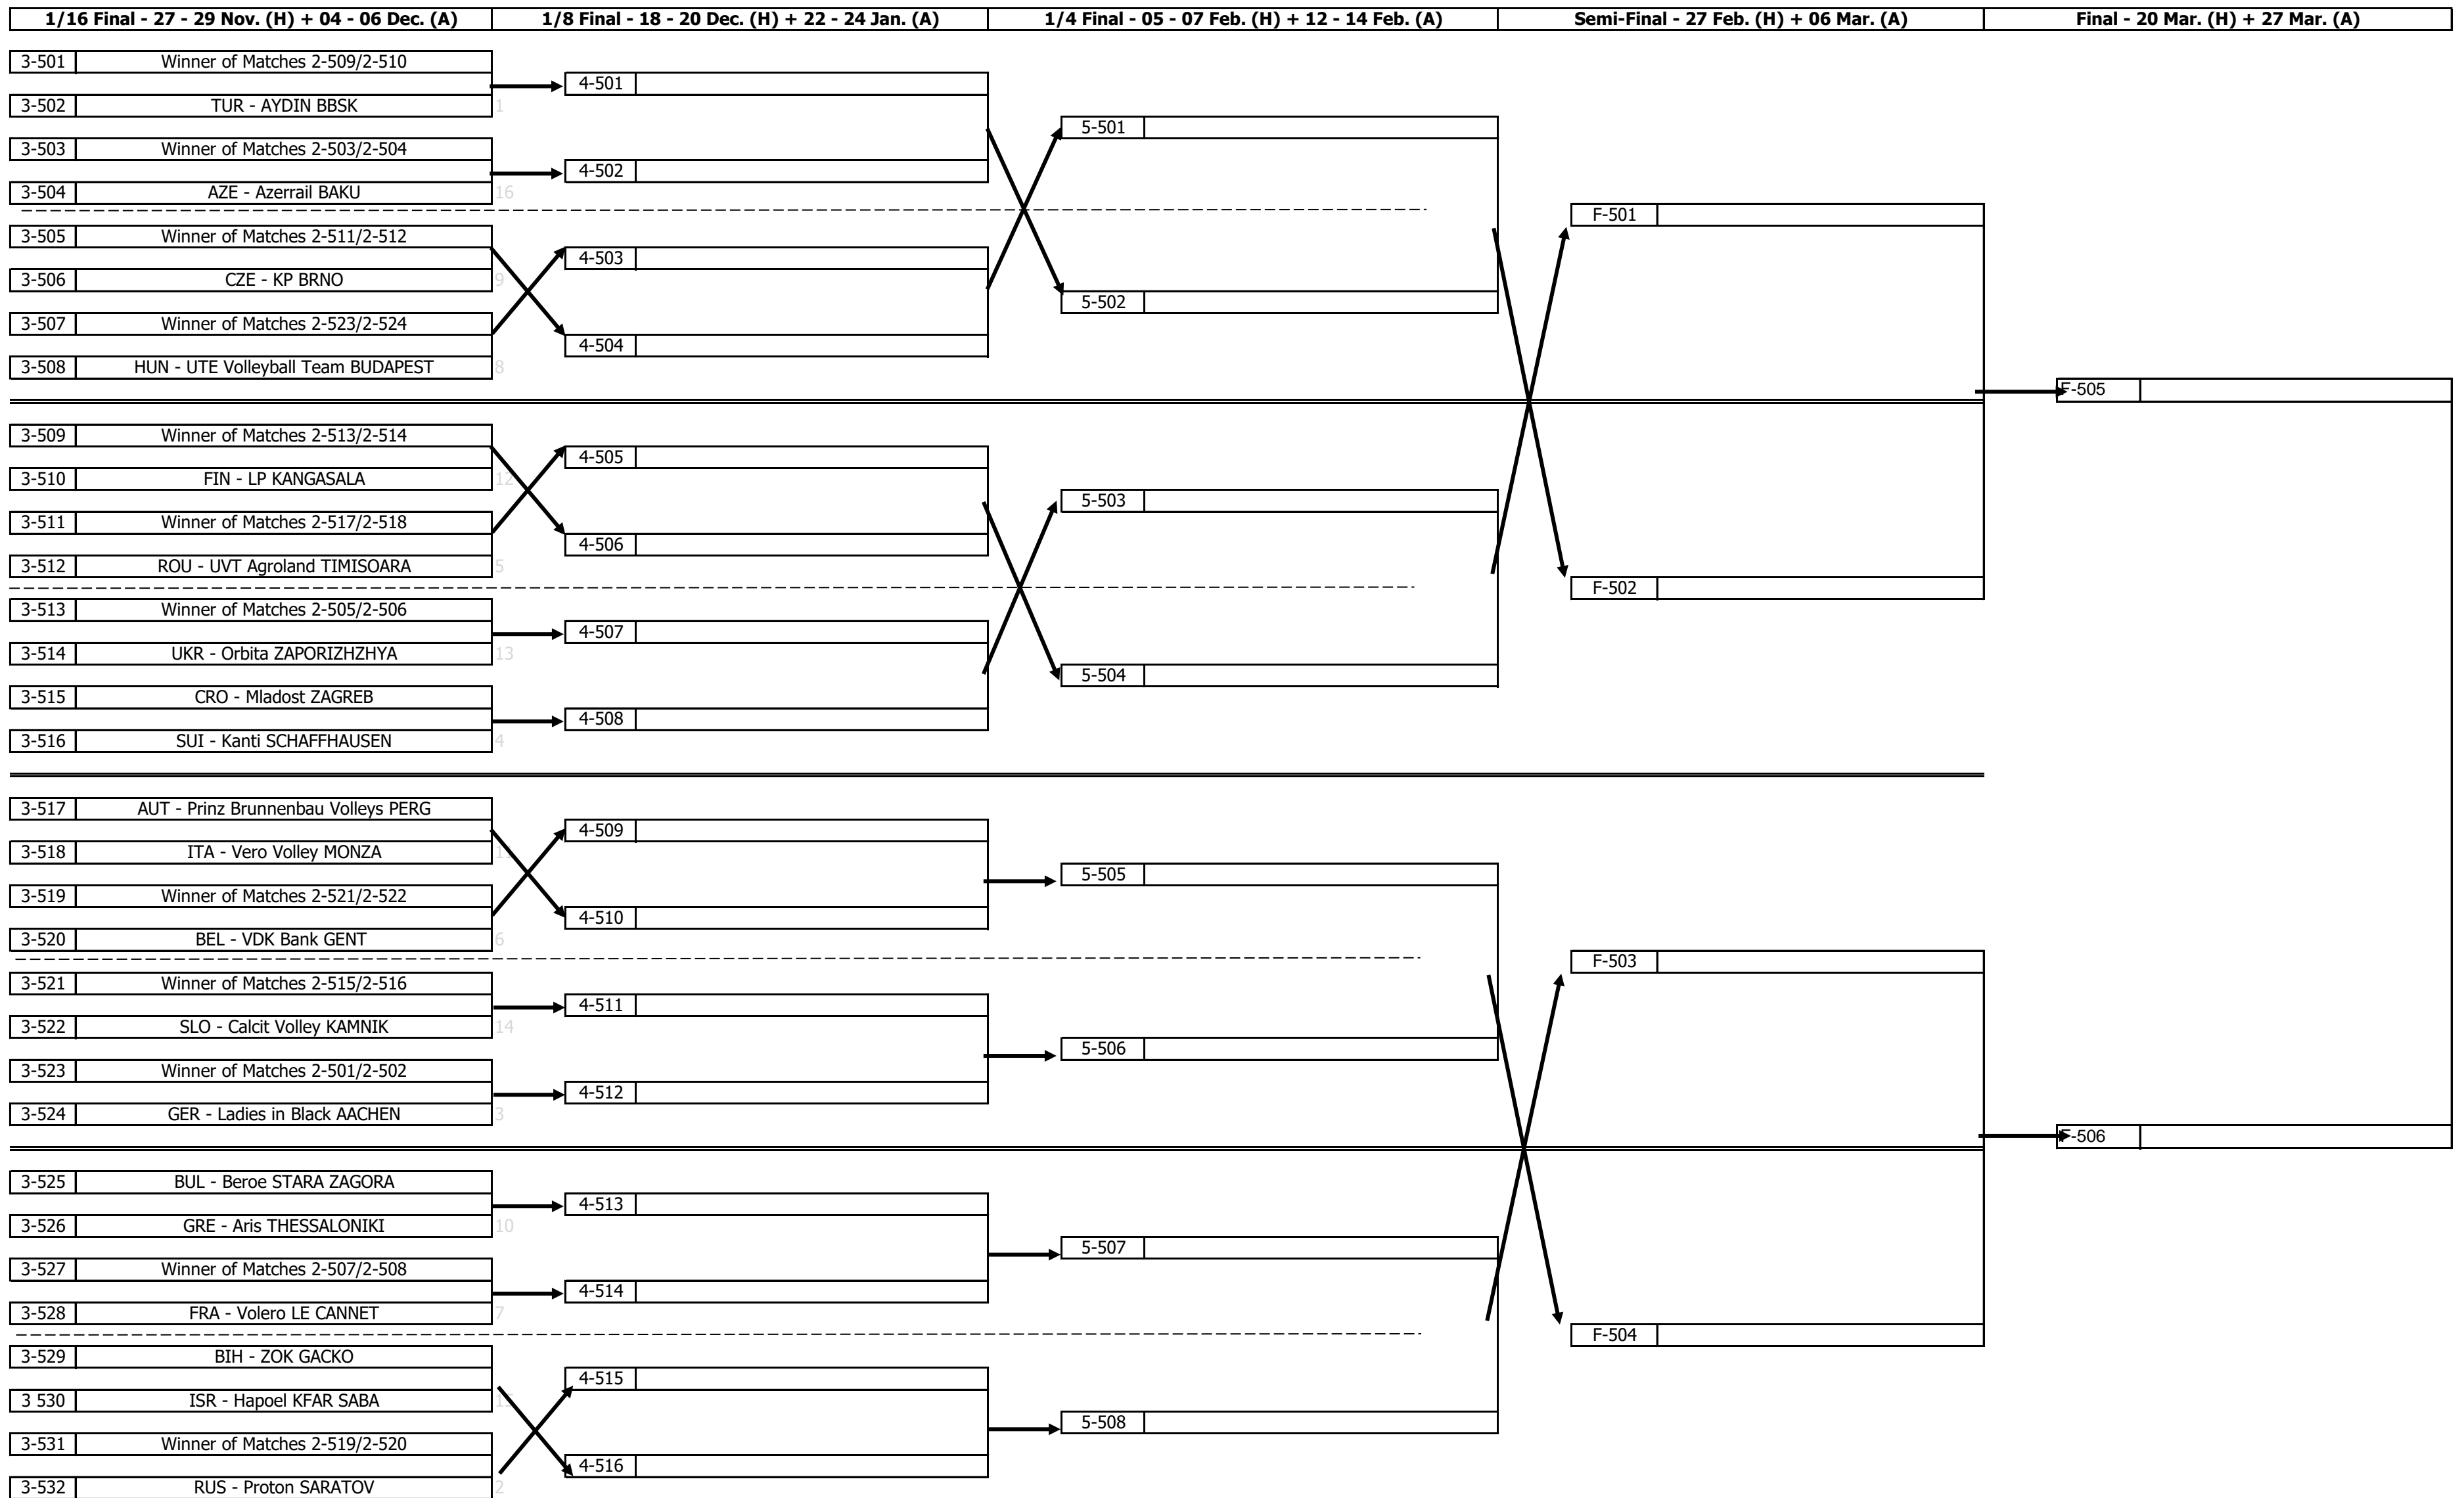 1/16 Final - 27 - 29 Nov. (H) + 04 - 06 Dec. (A)
1/8 Final - 18 - 20 Dec. (H) + 22 - 24 Jan. (A)
1/4 Final - 05 - 07 Feb. (H) + 12 - 14 Feb. (A)
Semi-Final - 27 Feb. (H) + 06 Mar. (A)
Final - 20 Mar. (H) + 27 Mar. (A)
3-501 Winner of Matches 2-509/2-510
3-502 TUR - AYDIN BBSK 1
3-503 Winner of Matches 2-503/2-504
3-504 AZE - Azerrail BAKU 16
3-505 Winner of Matches 2-511/2-512
3-506 CZE - KP BRNO 9
3-507 Winner of Matches 2-523/2-524
3-508 HUN - UTE Volleyball Team BUDAPEST 8
3-509 Winner of Matches 2-513/2-514
3-510 FIN - LP KANGASALA 12
3-511 Winner of Matches 2-517/2-518
3-512 ROU - UVT Agroland TIMISOARA 5
3-513 Winner of Matches 2-505/2-506
3-514 UKR - Orbita ZAPORIZHZHYA 13
3-515 CRO - Mladost ZAGREB
3-516 SUI - Kanti SCHAFFHAUSEN 4
3-517 AUT - Prinz Brunnenbau Volleys PERG
3-518 ITA - Vero Volley MONZA
3-519 Winner of Matches 2-521/2-522
3-520 BEL - VDK Bank GENT 6
3-521 Winner of Matches 2-515/2-516
3-522 SLO - Calcit Volley KAMNIK 14
3-523 Winner of Matches 2-501/2-502
3-524 GER - Ladies in Black AACHEN 3
3-525 BUL - Beroe STARA ZAGORA
3-526 GRE - Aris THESSALONIKI 10
3-527 Winner of Matches 2-507/2-508
3-528 FRA - Volero LE CANNET 7
3-529 BIH - ZOK GACKO
3 530 ISR - Hapoel KFAR SABA
3-531 Winner of Matches 2-519/2-520
3-532 RUS - Proton SARATOV 2
4-501
4-502
4-503
4-504
4-505
4-506
4-507
4-508
4-509
4-510
4-511
4-512
4-513
4-514
4-515
4-516
5-501
5-502
5-503
5-504
5-505
5-506
5-507
5-508
F-501
F-502
F-503
F-504
F-505
F-506